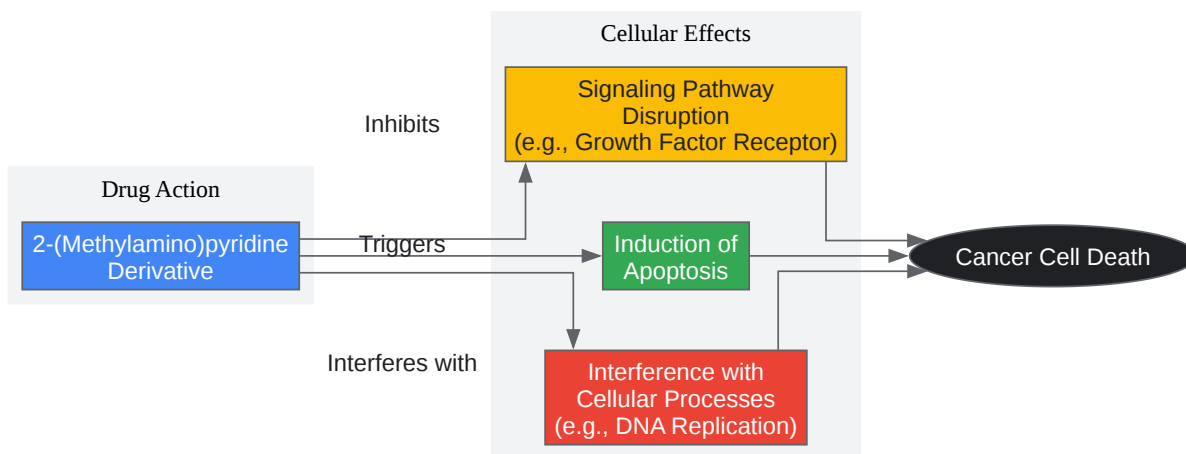 Cellular Effects
Signaling Pathway
Disruption
(e.g., Growth Factor Receptor)
Inhibits
Drug Action
2-(Methylamino)pyridine
Derivative
Triggers
Induction of
Apoptosis
Cancer Cell Death
Interferes with
Interference with
Cellular Processes
(e.g., DNA Replication)